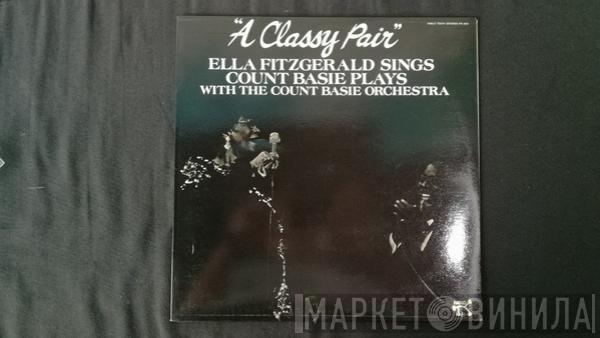 "A Classy Pair"
ELLA FITZGERALD SINGS
COUNT BASIE PLAYS
WITH THE COUNT BASIE ORCHESTRA
МАРКЕТ ВИНИЛА